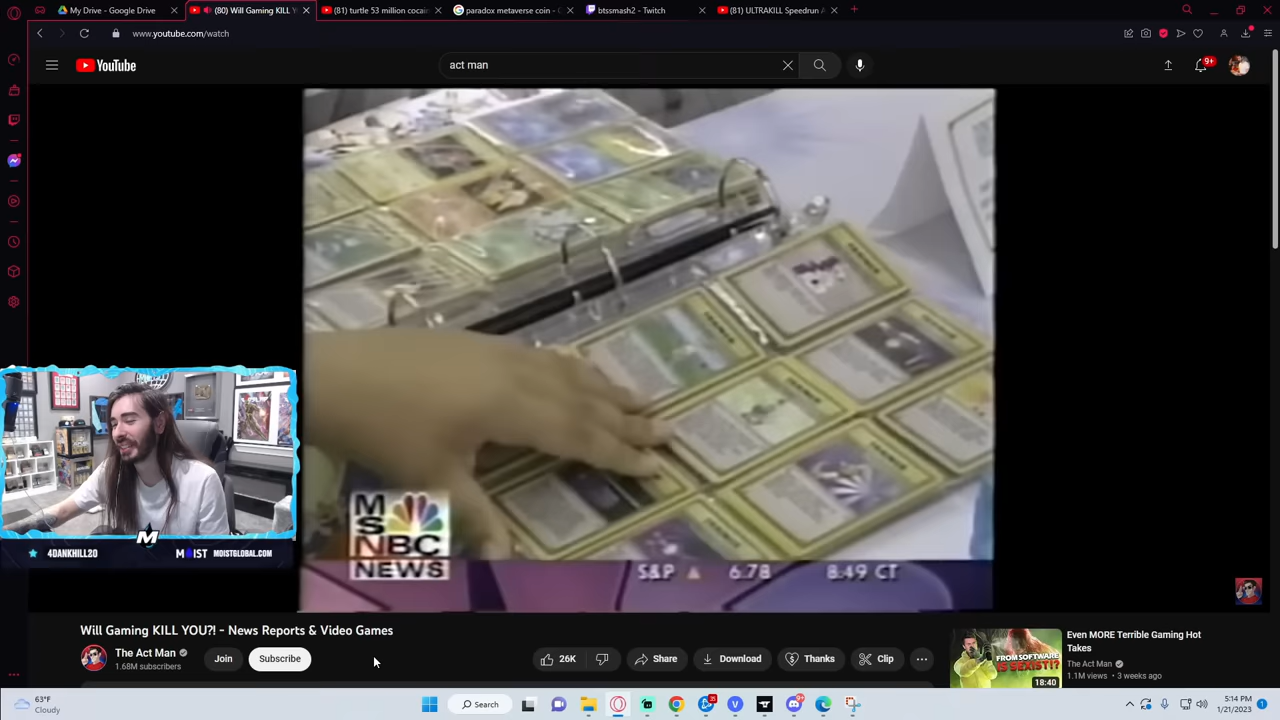 My Drive - Google Drive
(80) Will Gaming KILL Y
(81) turtle 53 million cocain
paradox metaverse coin - G
btssmash2 - Twitch
(81) ULTRAKILL Speedrun A
www.youtube.com/watch
YouTube
act man
9+
MSNBC
NEWS
S&P ▲ 6.78 8:49 CT
4DANKHILL20
MOIST MOISTGLOBAL.COM
Will Gaming KILL YOU?! - News Reports & Video Games
The Act Man
1.68M subscribers
Join
Subscribe
26K
Share
Download
Thanks
Clip
Even MORE Terrible Gaming Hot
Takes
The Act Man
1.1M views • 3 weeks ago
FROMSOFTWARE
IS SEXIST!?
18:40
63°F
Cloudy
Search
5:14 PM
1/21/2023